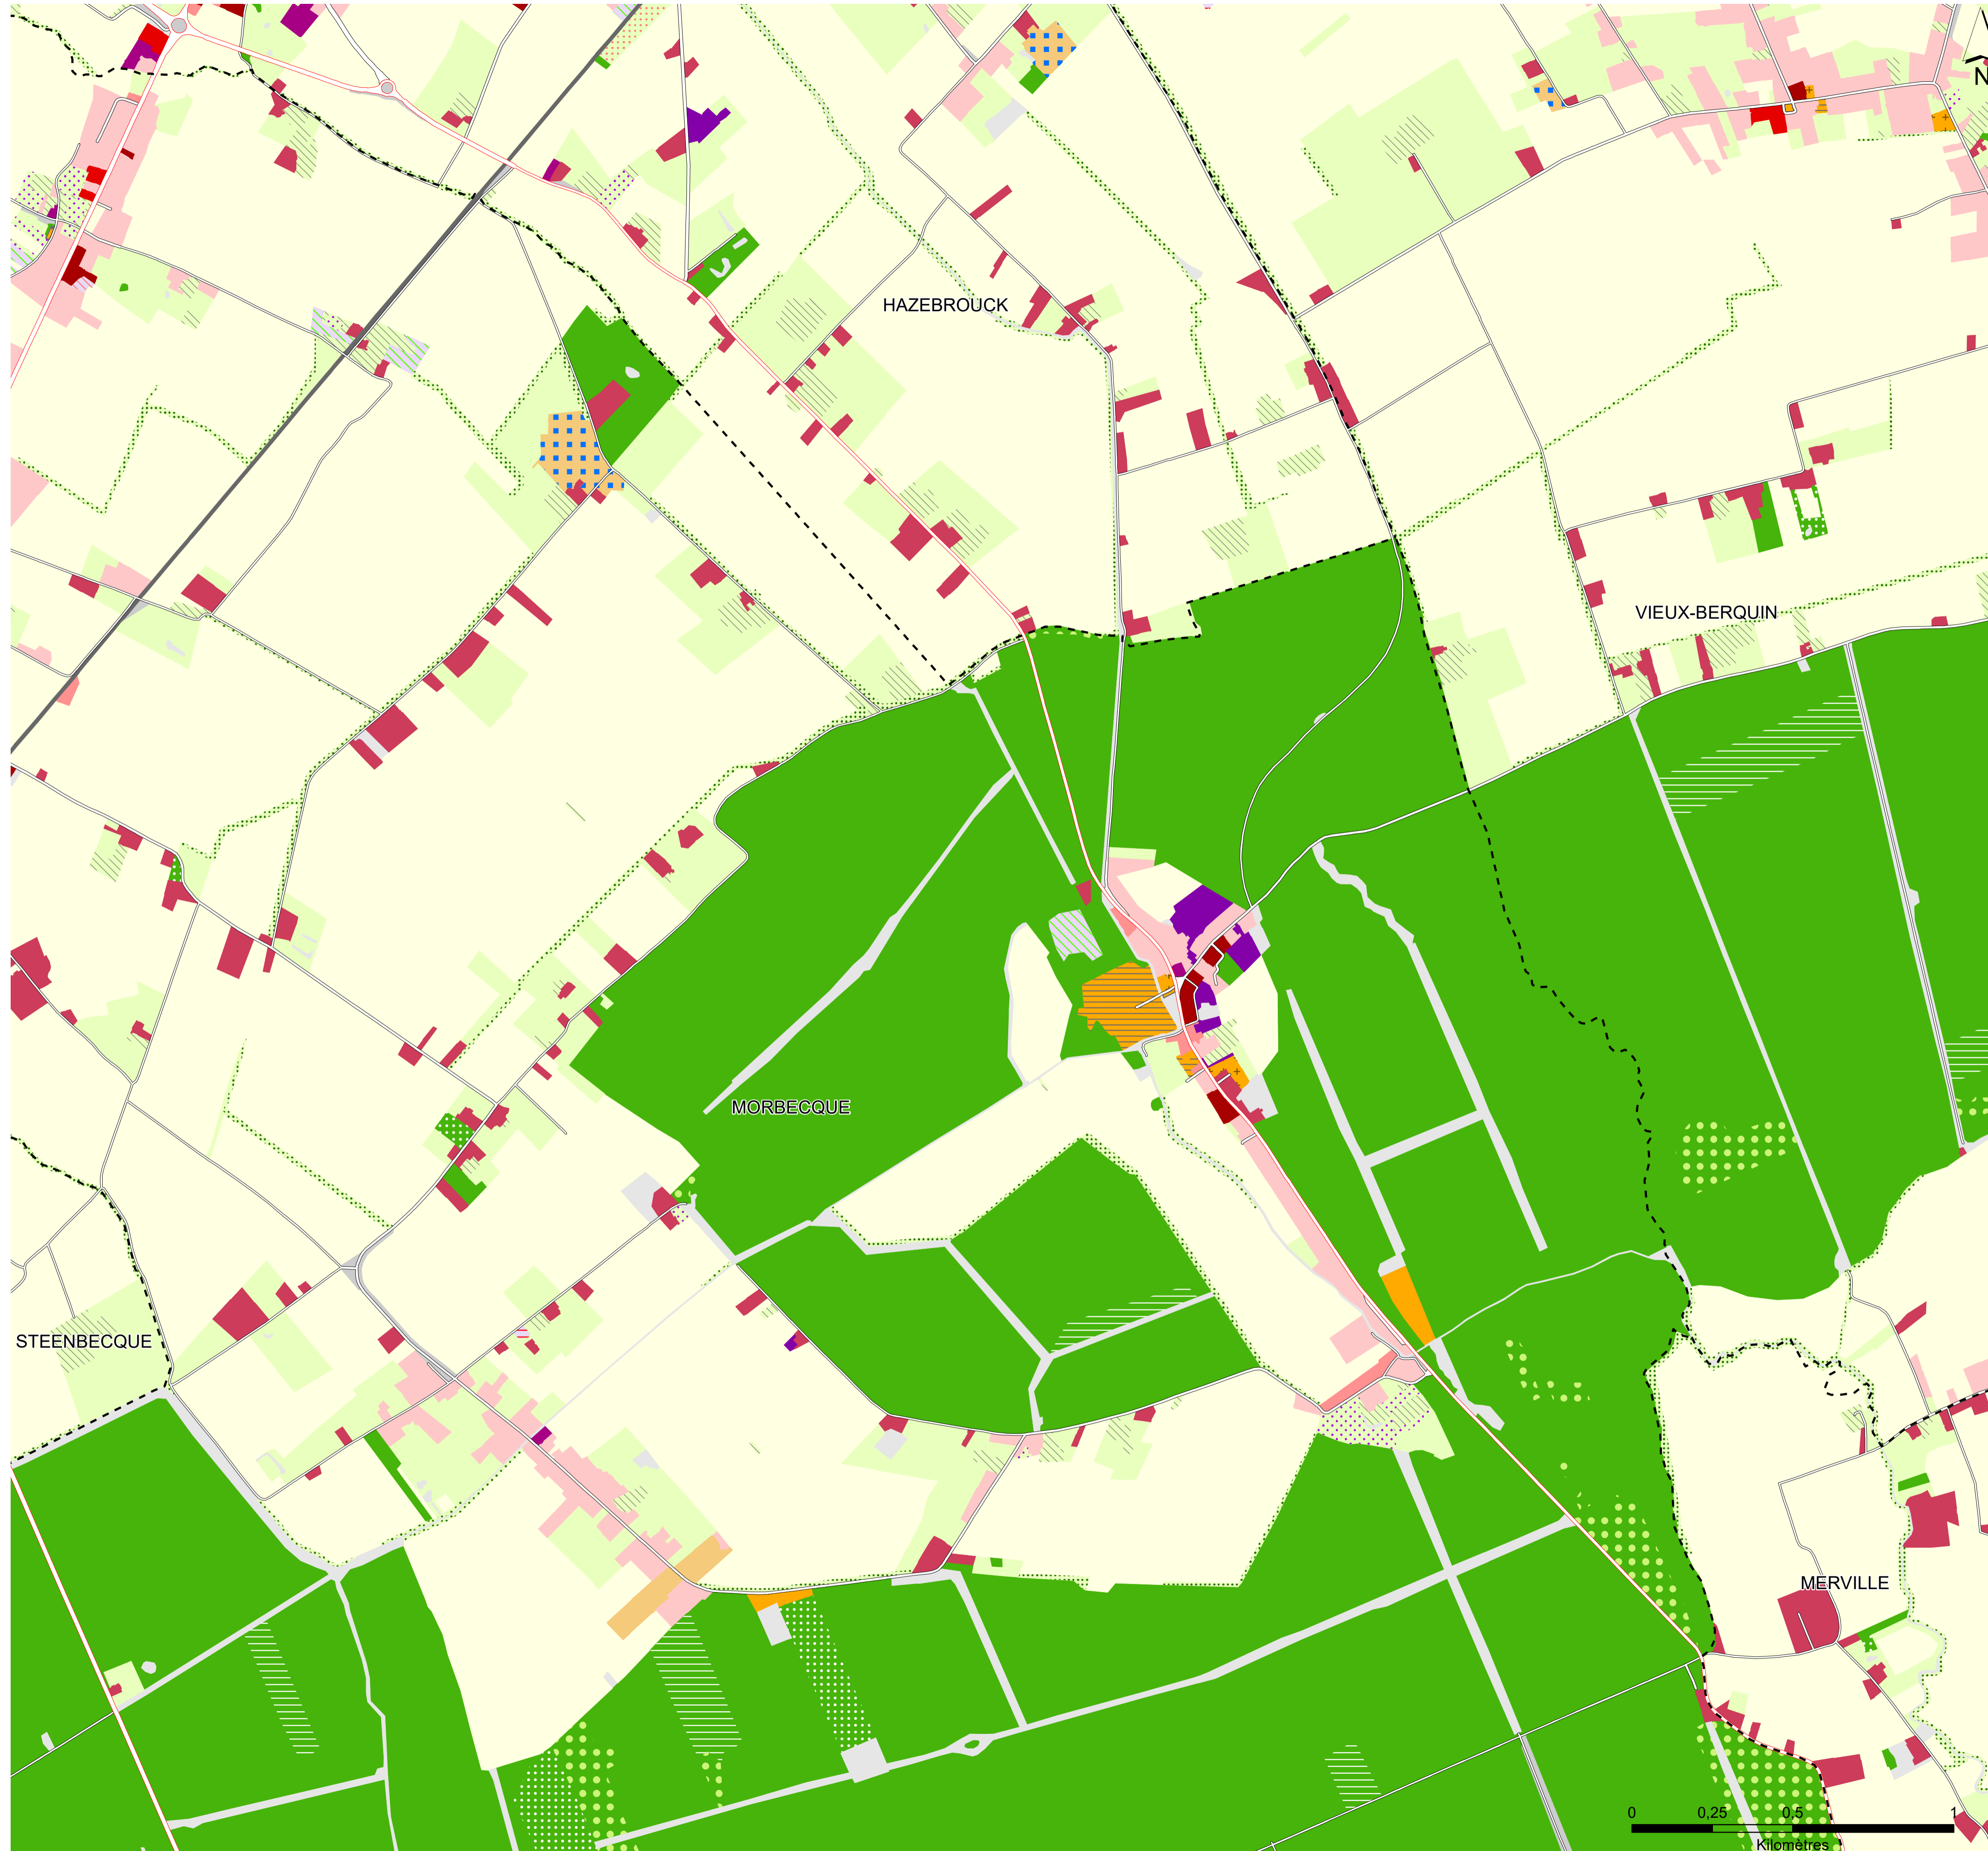 N
HAZEBROUCK
VIEUX-BERQUIN
MORBECQUE
STEENBECQUE
MERVILLE
0 0,25 0,5 1
Kilomètres